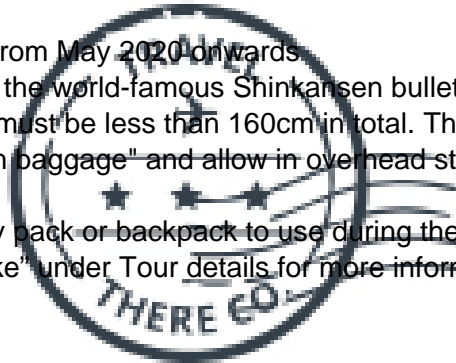 rom May 2020 onwards
the world-famous Shinkansen bullet
must be less than 160cm in total. Th
baggage" and allow in overhead st
pack or backpack to use during the
ke" under Tour details for more inforr
TRAVEL
THERE CO.